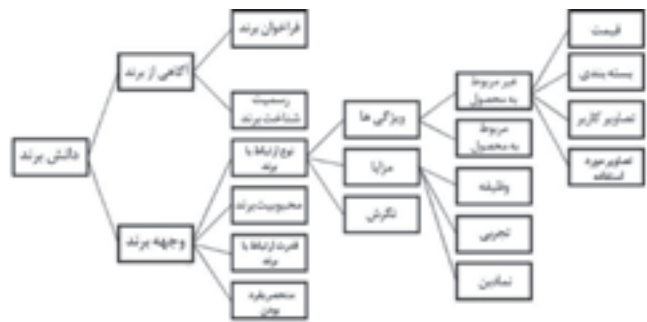 دانش برند
آگاهی از برند
وجهه برند
فراخوان برند
رسمیت
شناخت برند
نوع ارتباط با
برند
محبوبیت برند
قدرت ارتباط با
برند
منحصر بفرد
بودن
ویژگی ها
مزایا
نگرش
غیر مربوط
به محصول
مربوط
به محصول
وظیفه
تجربی
نمادین
قیمت
بسته بندی
تصاویر کاربر
تصاویر مورد
استفاده